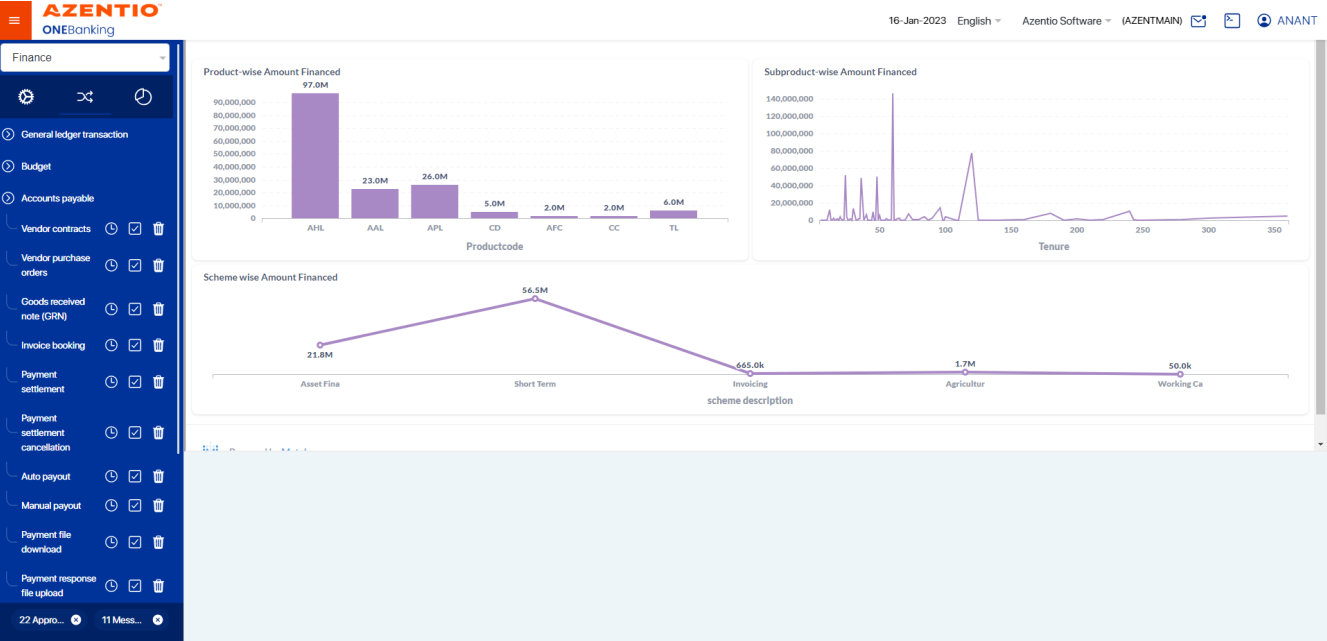 AZENTIO
ONEBanking
16-Jan-2023 English Azentio Software (AZENTMAIN) ANANT
Finance
General ledger transaction
Budget
Accounts payable
Vendor contracts
Vendor purchase
orders
Goods received
note (GRN)
Invoice booking
Payment
settlement
Payment
settlement
cancellation
Auto payout
Manual payout
Payment file
download
Payment response
file upload
22 Appro...
11 Mess...
Product-wise Amount Financed
97.0M
90,000,000
80,000,000
70,000,000
60,000,000
50,000,000
40,000,000
30,000,000
20,000,000
10,000,000
0
23.0M
26.0M
5.0M
2.0M
2.0M
6.0M
AHL AAL APL CD AFC CC TL
Productcode
Subproduct-wise Amount Financed
140,000,000
120,000,000
100,000,000
80,000,000
60,000,000
40,000,000
20,000,000
0
50 100 150 200 250 300 350
Tenure
Scheme wise Amount Financed
21.8M
56.5M
665.0k
1.7M
50.0k
Asset Fina Short Term Invoicing Agricultur Working Ca
scheme description